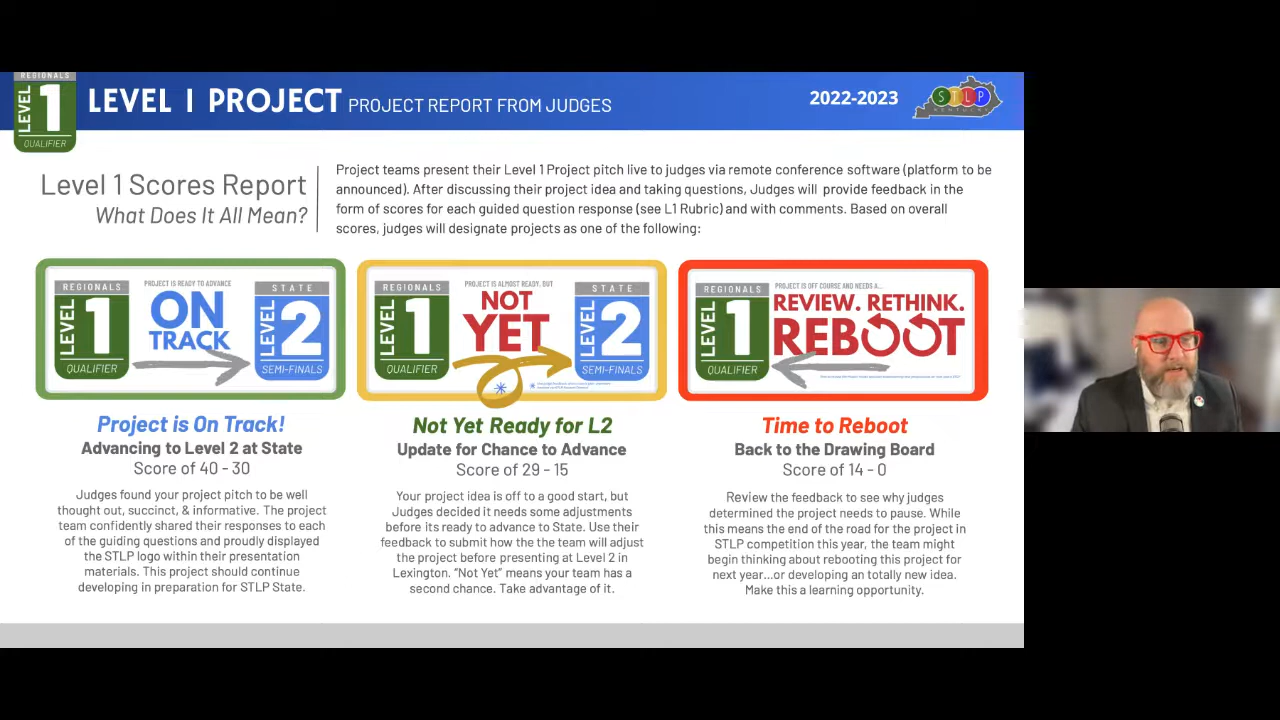 REGIONALS
LEVEL 1
QUALIFIER
LEVEL 1 PROJECT PROJECT REPORT FROM JUDGES
2022-2023
STLP
KENTUCKY
Level 1 Scores Report
What Does It All Mean?
Project teams present their Level 1 Project pitch live to judges via remote conference software (platform to be
announced). After discussing their project idea and taking questions, Judges will provide feedback in the
form of scores for each guided question response (see L1 Rubric) and with comments. Based on overall
scores, judges will designate projects as one of the following:
REGIONALS
LEVEL 1
QUALIFIER
PROJECT IS READY TO ADVANCE
ON
TRACK
STATE
LEVEL 2
SEMI-FINALS
Project is On Track!
Advancing to Level 2 at State
Score of 40 - 30
Judges found your project pitch to be well
thought out, succinct, & informative. The project
team confidently shared their responses to each
of the guiding questions and proudly displayed
the STLP logo within their presentation
materials. This project should continue
developing in preparation for STLP State.
REGIONALS
LEVEL 1
QUALIFIER
PROJECT IS ALMOST READY, BUT
NOT
YET
STATE
LEVEL 2
SEMI-FINALS
Not Yet Ready for L2
Update for Chance to Advance
Score of 29 - 15
Your project idea is off to a good start, but
Judges decided it needs some adjustments
before its ready to advance to State. Use their
feedback to submit how the the team will adjust
the project before presenting at Level 2 in
Lexington. “Not Yet” means your team has a
second chance. Take advantage of it.
REGIONALS
LEVEL 1
QUALIFIER
PROJECT IS OFF COURSE AND NEEDS A...
REVIEW. RETHINK.
REBOOT
Time to Reboot
Back to the Drawing Board
Score of 14 - 0
Review the feedback to see why judges
determined the project needs to pause. While
this means the end of the road for the project in
STLP competition this year, the team might
begin thinking about rebooting this project for
next year...or developing an totally new idea.
Make this a learning opportunity.